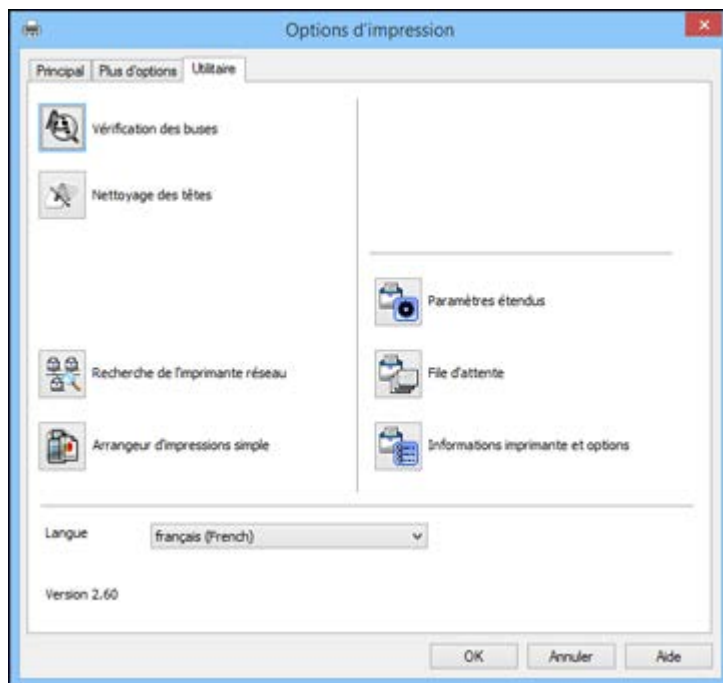 Options d'impression
Principal
Plus d'options
Utilitaire
Vérification des buses
Nettoyage des têtes
Paramètres étendus
Recherche de l'imprimante réseau
File d'attente
Arrangeur d'impressions simple
Informations imprimante et options
Langue
français (French)
Version 2.60
OK
Annuler
Aide